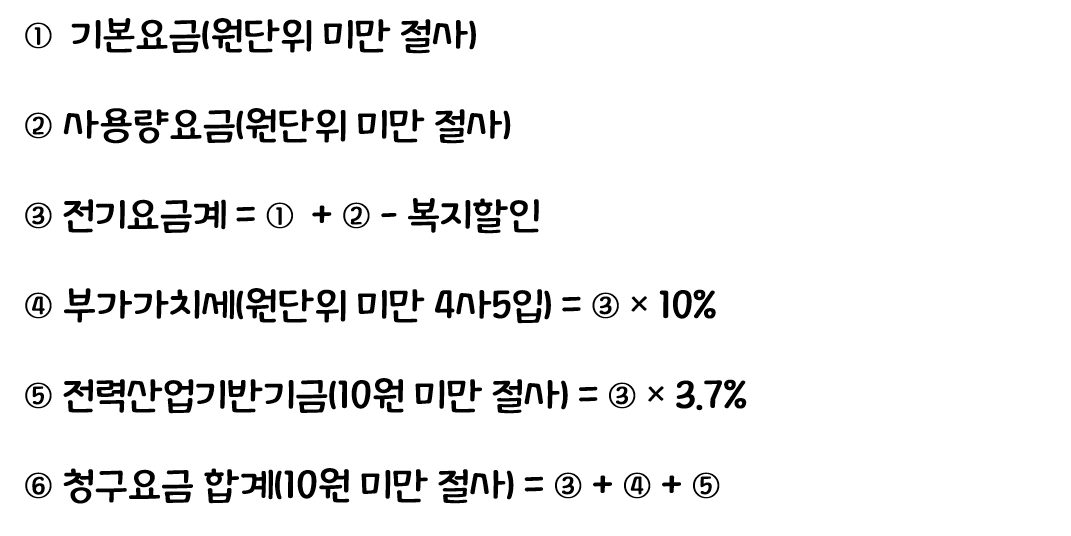 ① 기본요금(원단위 미만 절사)
② 사용량요금(원단위 미만 절사)
③ 전기요금계 = ① + ② - 복지할인
④ 부가가치세(원단위 미만 4사5입) = ③ × 10%
⑤ 전력산업기반기금(10원 미만 절사) = ③ × 3.7%
⑥ 청구요금 합계(10원 미만 절사) = ③ + ④ + ⑤